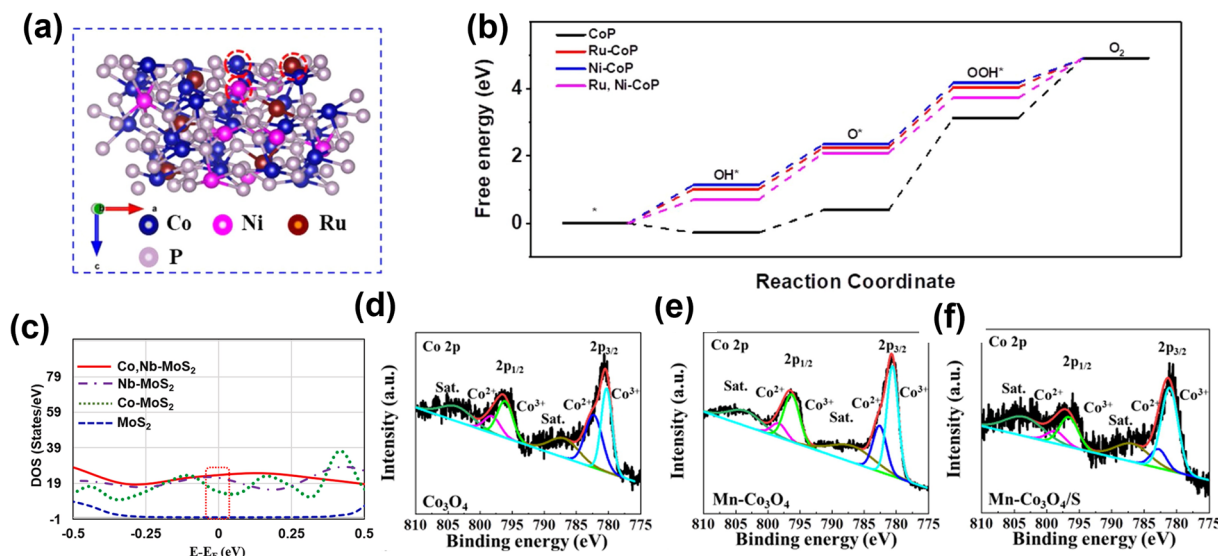 (a)
b
a
c
Co
Ni
Ru
P
(b)
CoP
Ru-CoP
Ni-CoP
Ru, Ni-CoP
Free energy (eV)
4
2
0
*
OH*
O*
OOH*
O₂
Reaction Coordinate
(c)
Co,Nb-MoS₂
Nb-MoS₂
Co-MoS₂
MoS₂
DOS (States/eV)
79
59
39
19
-1
-0.5 -0.25 0 0.25 0.5
E-E_F (eV)
(d)
Co 2p
2p₃/₂
2p₁/₂
Sat.
Co²⁺
Co³⁺
Sat.
Co²⁺
Co³⁺
Intensity (a.u.)
Co₃O₄
810 805 800 795 790 785 780 775
Binding energy (eV)
(e)
Co 2p
2p₃/₂
2p₁/₂
Sat.
Co²⁺
Co³⁺
Sat.
Co²⁺
Co³⁺
Intensity (a.u.)
Mn-Co₃O₄
810 805 800 795 790 785 780 775
Binding energy (eV)
(f)
Co 2p
2p₃/₂
2p₁/₂
Sat.
Co²⁺
Co³⁺
Sat.
Co²⁺
Co³⁺
Intensity (a.u.)
Mn-Co₃O₄/S
810 805 800 795 790 785 780 775
Binding energy (eV)